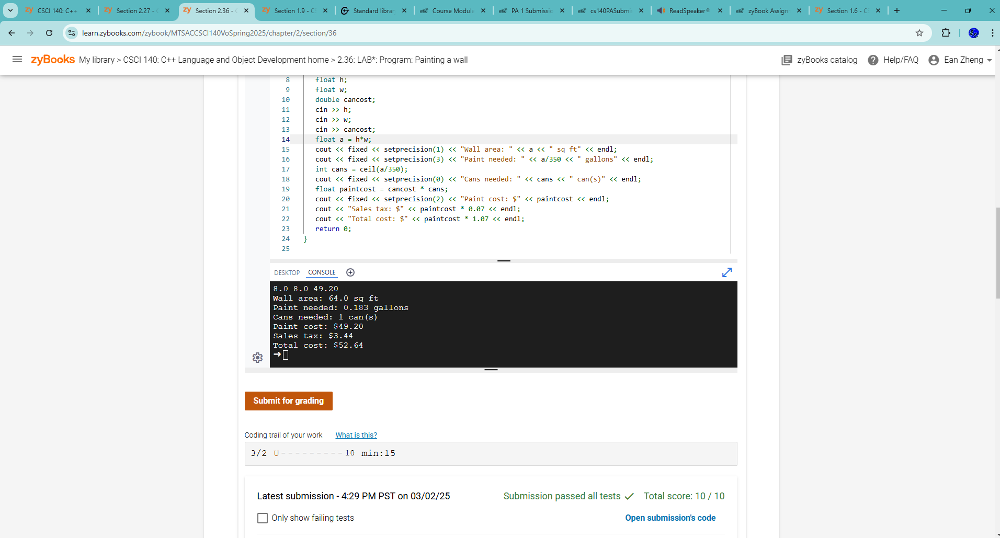 CSCI 140: C++
Section 2.27 -
Section 2.36 -
Section 1.9 -
Standard librar
Course Module
PA 1 Submissio
cs140PASubmi
ReadSpeaker®
zyBook Assign
Section 1.6 -
learn.zybooks.com/zybook/MTSACCSCI140VoSpring2025/chapter/2/section/36
zyBooks My library > CSCI 140: C++ Language and Object Development home > 2.36: LAB*: Program: Painting a wall
zyBooks catalog
Help/FAQ
Ean Zheng
8 float h;
9 float w;
10 double cancost;
11 cin >> h;
12 cin >> w;
13 cin >> cancost;
14 float a = h*w;
15 cout << fixed << setprecision(1) << "Wall area: " << a << " sq ft" << endl;
16 cout << fixed << setprecision(3) << "Paint needed: " << a/350 << " gallons" << endl;
17 int cans = ceil(a/350);
18 cout << fixed << setprecision(0) << "Cans needed: " << cans << " can(s)" << endl;
19 float paintcost = cancost * cans;
20 cout << fixed << setprecision(2) << "Paint cost: $" << paintcost << endl;
21 cout << "Sales tax: $" << paintcost * 0.07 << endl;
22 cout << "Total cost: $" << paintcost * 1.07 << endl;
23 return 0;
24 }
25
DESKTOP CONSOLE
8.0 8.0 49.20
Wall area: 64.0 sq ft
Paint needed: 0.183 gallons
Cans needed: 1 can(s)
Paint cost: $49.20
Sales tax: $3.44
Total cost: $52.64
Submit for grading
Coding trail of your work What is this?
3/2 U---------10 min:15
Latest submission - 4:29 PM PST on 03/02/25
Submission passed all tests
Total score: 10 / 10
Only show failing tests
Open submission's code